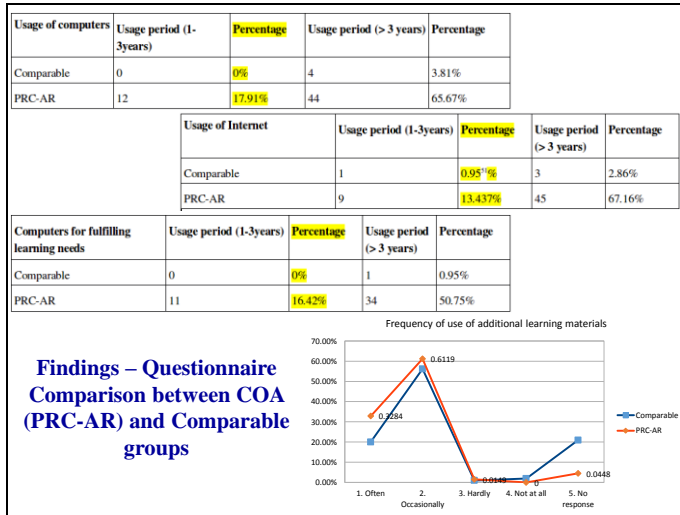 Usage of computers Usage period (1- Percentage Usage period (> 3 years) Percentage
3years)
Comparable 0 0% 4 3.81%
PRC-AR 12 17.91% 44 65.67%
Usage of Internet Usage period (1-3years) Percentage Usage Percentage
period
(> 3 years)
Comparable 1 0.95% 3 2.86%
PRC-AR 9 13.437% 45 67.16%
Computers for fulfilling Usage period (1-3years) Percentage Usage Percentage
learning needs period
(> 3 years)
Comparable 0 0% 1 0.95%
PRC-AR 11 16.42% 34 50.75%
Findings – Questionnaire
Comparison between COA
(PRC-AR) and Comparable
groups
Frequency of use of additional learning materials
70.00%
60.00%
50.00%
40.00%
30.00%
20.00%
10.00%
0.00%
0.3284
0.6119
0.0149
0
0.0448
1. Often 2. 3. Hardly 4. Not at all 5. No
Occasionally response
Comparable
PRC-AR